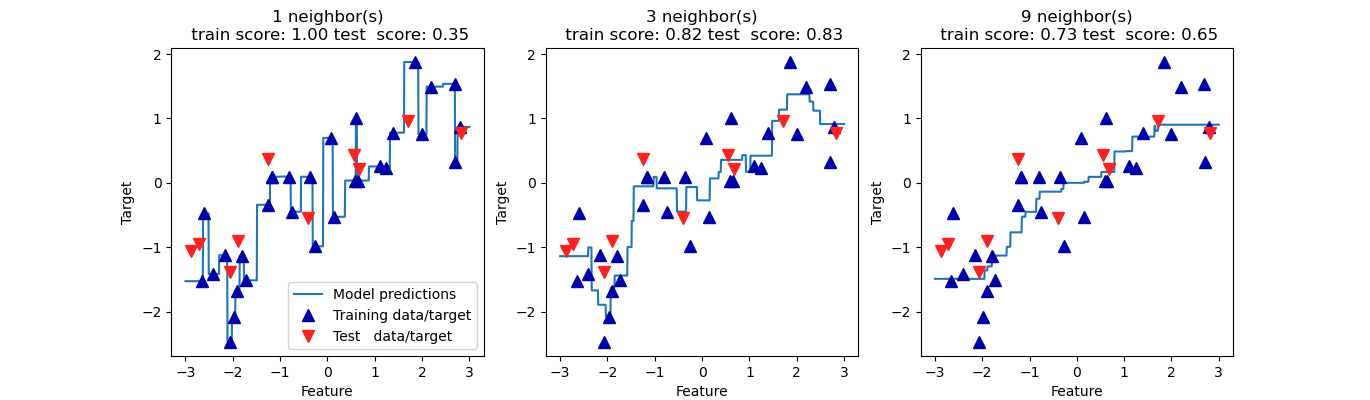 1 neighbor(s)
train score: 1.00 test  score: 0.35
2
1
0
−1
−2
Target
−3 −2 −1 0 1 2 3
Feature
Model predictions
Training data/target
Test   data/target
3 neighbor(s)
train score: 0.82 test  score: 0.83
2
1
0
−1
−2
Target
−3 −2 −1 0 1 2 3
Feature
9 neighbor(s)
train score: 0.73 test  score: 0.65
2
1
0
−1
−2
Target
−3 −2 −1 0 1 2 3
Feature